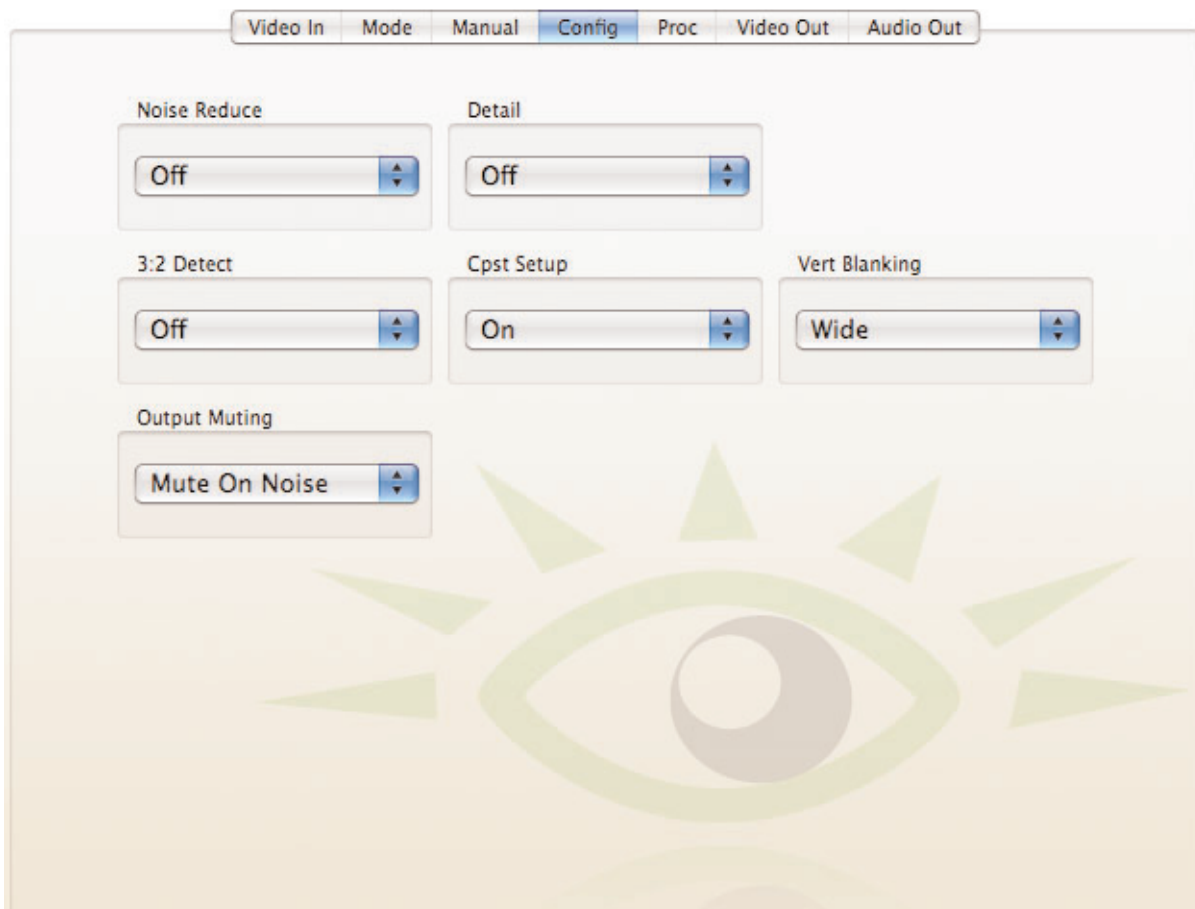 Video In Mode Manual Config Proc Video Out Audio Out
Noise Reduce Detail
Off Off
3:2 Detect Cpst Setup Vert Blanking
Off On Wide
Output Muting
Mute On Noise